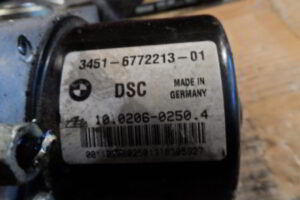 3451-6772213-01
DSC
MADE IN
GERMANY
10.0206-0250.4